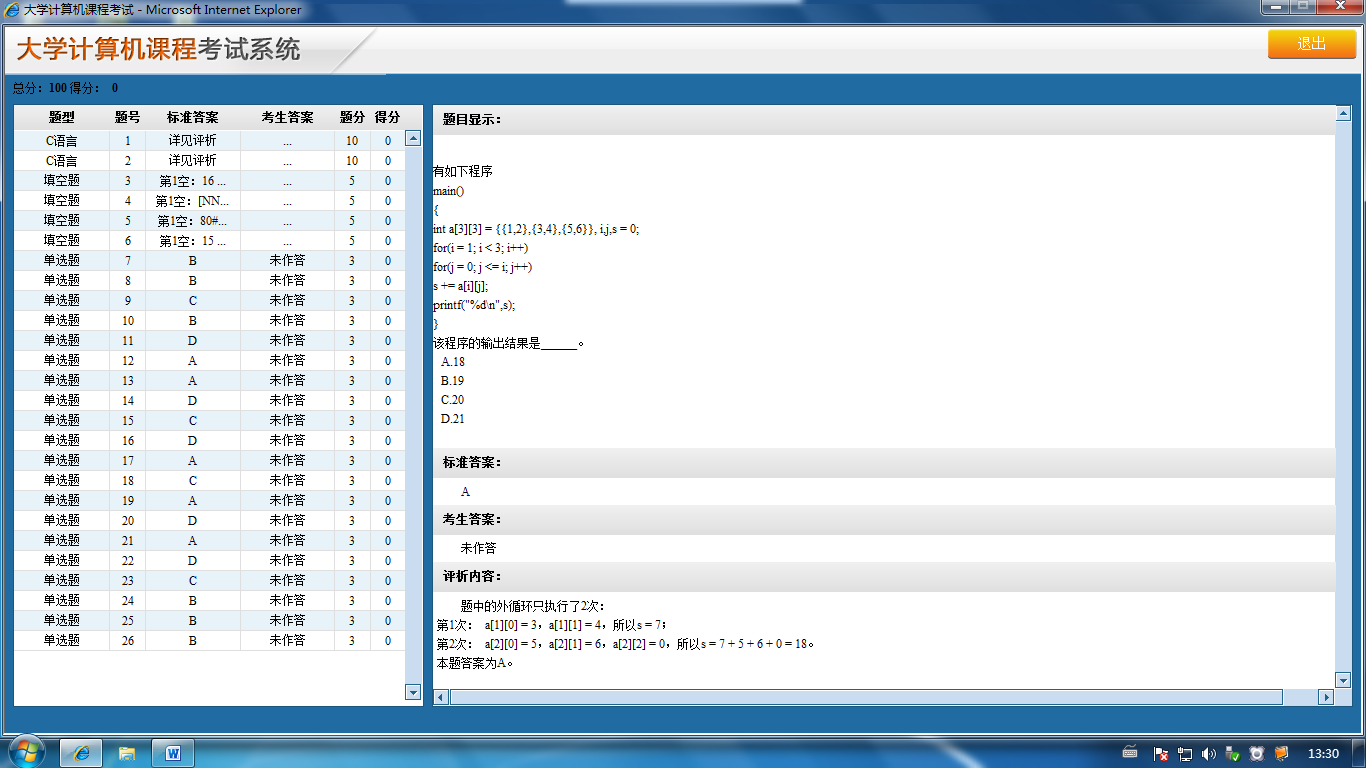 大学计算机课程考试 - Microsoft Internet Explorer
大学计算机课程考试系统
退出
总分：100 得分： 0
题型 题号 标准答案 考生答案 题分 得分
C语言 1 详见评析 ... 10 0
C语言 2 详见评析 ... 10 0
填空题 3 第1空：16 ... ... 5 0
填空题 4 第1空：[NN... ... 5 0
填空题 5 第1空：80#... ... 5 0
填空题 6 第1空：15 ... ... 5 0
单选题 7 B 未作答 3 0
单选题 8 B 未作答 3 0
单选题 9 C 未作答 3 0
单选题 10 B 未作答 3 0
单选题 11 D 未作答 3 0
单选题 12 A 未作答 3 0
单选题 13 A 未作答 3 0
单选题 14 D 未作答 3 0
单选题 15 C 未作答 3 0
单选题 16 D 未作答 3 0
单选题 17 A 未作答 3 0
单选题 18 C 未作答 3 0
单选题 19 A 未作答 3 0
单选题 20 D 未作答 3 0
单选题 21 A 未作答 3 0
单选题 22 D 未作答 3 0
单选题 23 C 未作答 3 0
单选题 24 B 未作答 3 0
单选题 25 B 未作答 3 0
单选题 26 B 未作答 3 0
题目显示：
有如下程序
main()
{
int a[3][3] = {{1,2},{3,4},{5,6}}, i,j,s = 0;
for(i = 1; i < 3; i++)
for(j = 0; j <= i; j++)
s += a[i][j];
printf("%d\n",s);
}
该程序的输出结果是______。
A.18
B.19
C.20
D.21
标准答案：
A
考生答案：
未作答
评析内容：
题中的外循环只执行了2次：
第1次： a[1][0] = 3，a[1][1] = 4，所以s = 7；
第2次： a[2][0] = 5，a[2][1] = 6，a[2][2] = 0，所以s = 7 + 5 + 6 + 0 = 18。
本题答案为A。
13:30